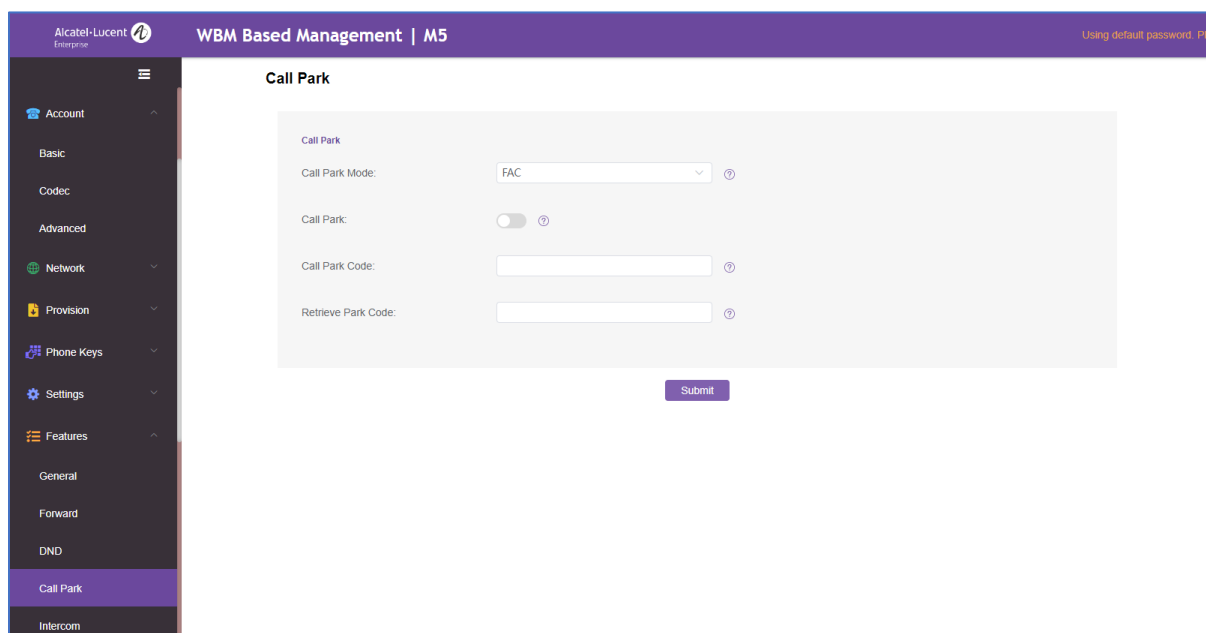 Alcatel·Lucent
Enterprise
WBM Based Management | M5
Using default password.
Account
Basic
Codec
Advanced
Network
Provision
Phone Keys
Settings
Features
General
Forward
DND
Call Park
Intercom
Call Park
Call Park
Call Park Mode:
FAC
Call Park:
Call Park Code:
Retrieve Park Code:
Submit